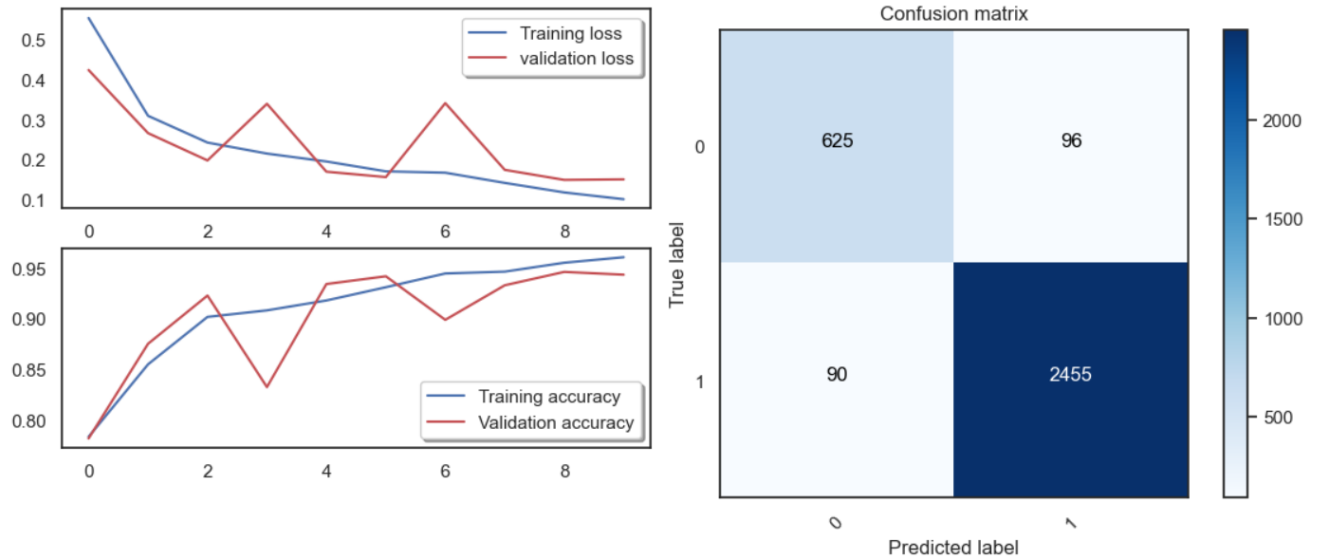 Training loss
validation loss
0.5
0.4
0.3
0.2
0.1
0 2 4 6 8
Training accuracy
Validation accuracy
0.95
0.90
0.85
0.80
0 2 4 6 8
Confusion matrix
True label
0
1
625 96
90 2455
0 1
Predicted label
2000
1500
1000
500